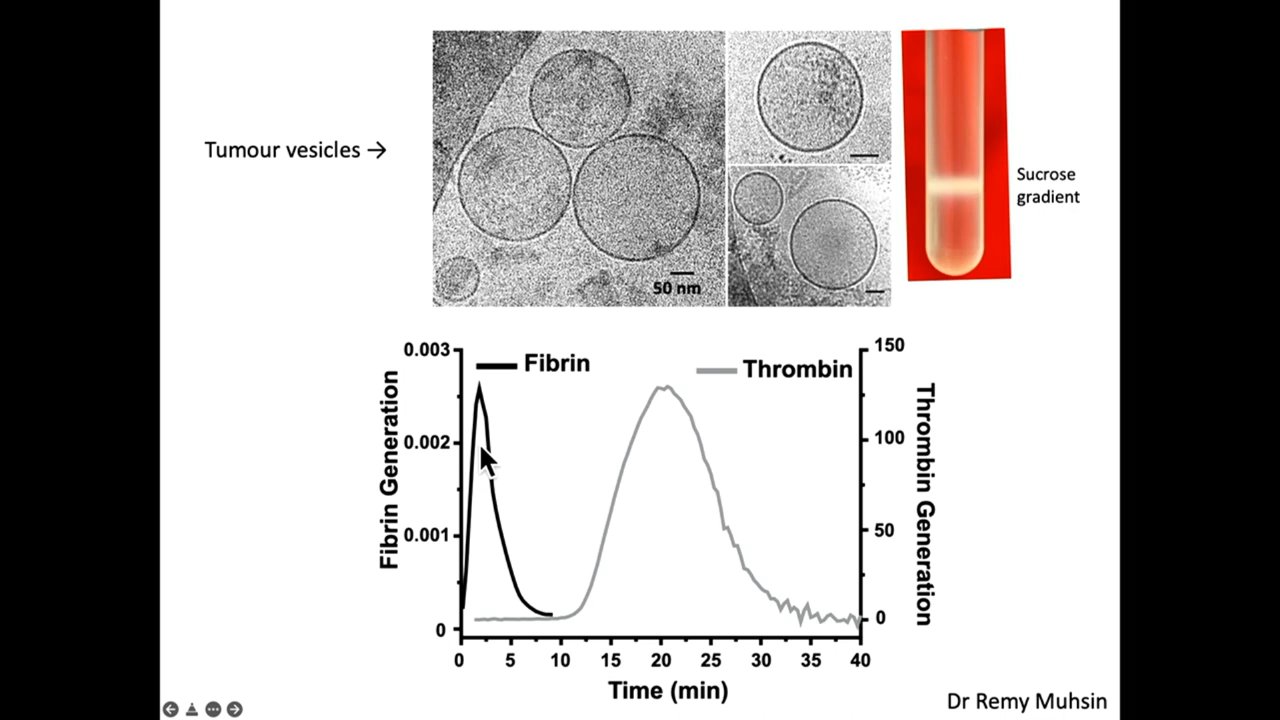 Tumour vesicles →
50 nm
Sucrose
gradient
Fibrin
Thrombin
Fibrin Generation
0.003
0.002
0.001
0
150
100
50
0
Thrombin Generation
0 5 10 15 20 25 30 35 40
Time (min)
Dr Remy Muhsin